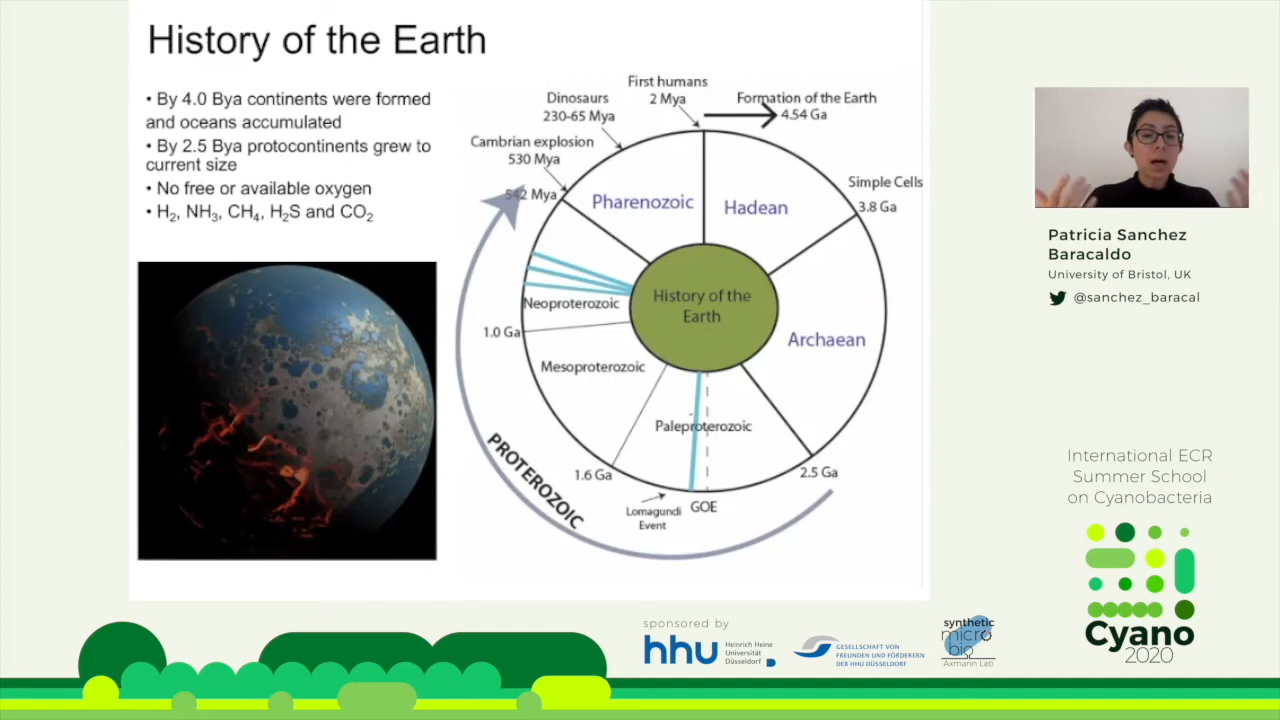 History of the Earth
• By 4.0 Bya continents were formed
and oceans accumulated
• By 2.5 Bya protocontinents grew to
current size
• No free or available oxygen
• H₂, NH₃, CH₄, H₂S and CO₂
First humans
2 Mya
Formation of the Earth
4.54 Ga
Dinosaurs
230-65 Mya
Cambrian explosion
530 Mya
542 Mya
Simple Cells
3.8 Ga
Pharenozoic
Hadean
History of the
Earth
Neoproterozoic
1.0 Ga
Archaean
Mesoproterozoic
Paleproterozoic
1.6 Ga
2.5 Ga
Lomagundi
Event
GOE
PROTEROZOIC
Patricia Sanchez
Baracaldo
University of Bristol, UK
@sanchez_baracal
International ECR
Summer School
on Cyanobacteria
Cyano
2020
sponsored by
hhu
Heinrich Heine
Universität
Düsseldorf
GESELLSCHAFT VON
FREUNDEN UND FÖRDERERN
DER HHU DÜSSELDORF
synthetic
micro
bio
Axmann Lab.